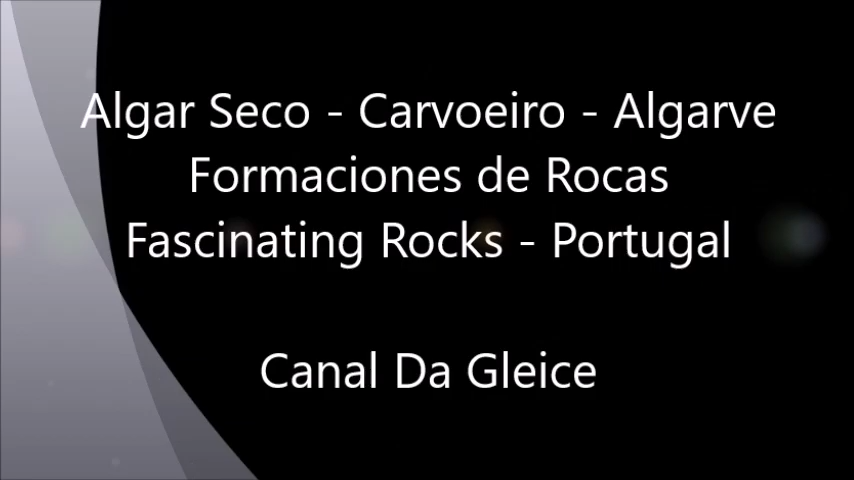 Algar Seco - Carvoeiro - Algarve
Formaciones de Rocas
Fascinating Rocks - Portugal
Canal Da Gleice